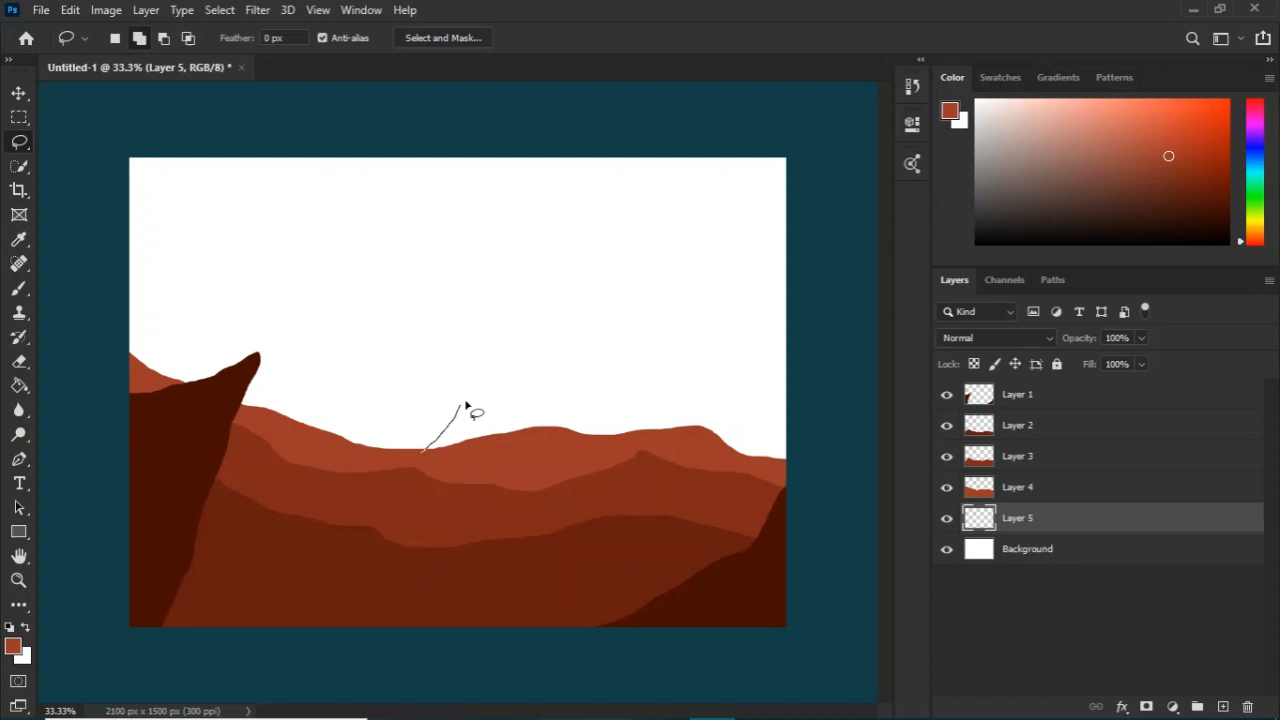 Ps File Edit Image Layer Type Select Filter 3D View Window Help
Feather: 0 px Anti-alias Select and Mask...
Untitled-1 @ 33.3% (Layer 5, RGB/8) *
Color Swatches Gradients Patterns
Layers Channels Paths
Kind
Normal Opacity: 100%
Lock: Fill: 100%
Layer 1
Layer 2
Layer 3
Layer 4
Layer 5
Background
33.33% 2100 px x 1500 px (300 ppi)